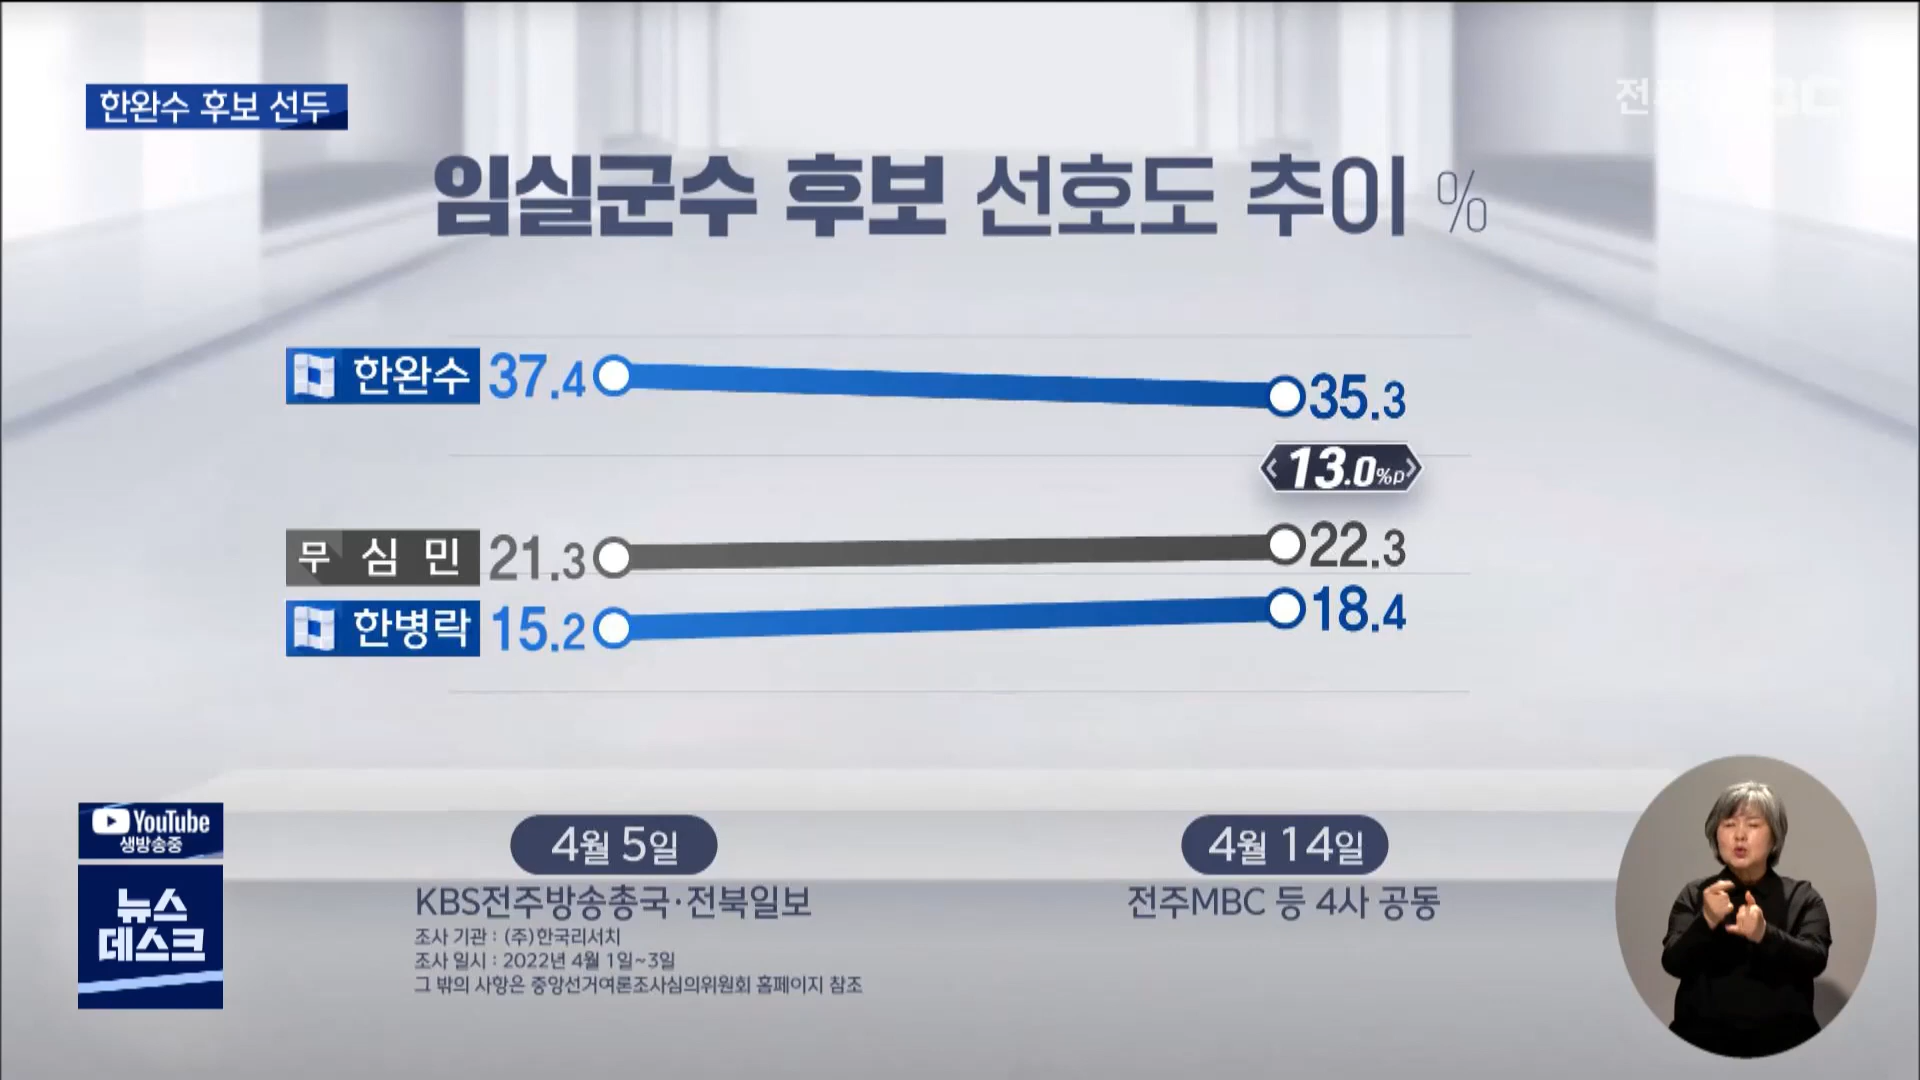 한완수 후보 선두
전주MBC
임실군수 후보 선호도 추이 %
한완수 37.4 35.3
13.0%p
무 심 민 21.3 22.3
한병락 15.2 18.4
YouTube
생방송중
뉴스
데스크
4월 5일
4월 14일
KBS전주방송총국·전북일보
전주MBC 등 4사 공동
조사 기관 : (주)한국리서치
조사 일시 : 2022년 4월 1일~3일
그 밖의 사항은 중앙선거여론조사심의위원회 홈페이지 참조